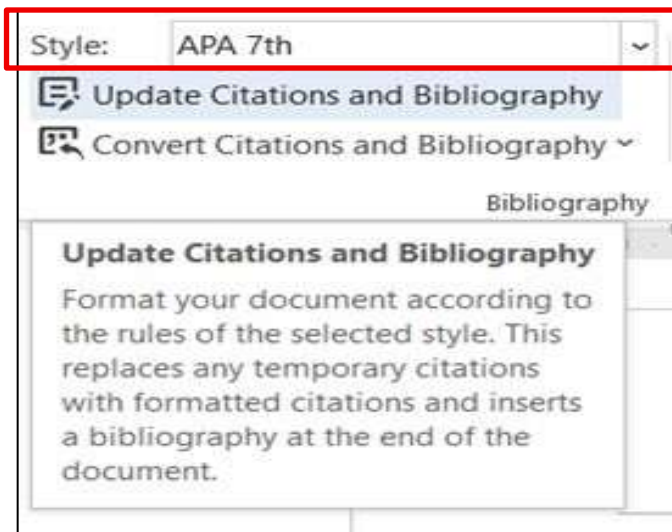 Style: APA 7th
Update Citations and Bibliography
Convert Citations and Bibliography
Bibliography
Update Citations and Bibliography
Format your document according to
the rules of the selected style. This
replaces any temporary citations
with formatted citations and inserts
a bibliography at the end of the
document.